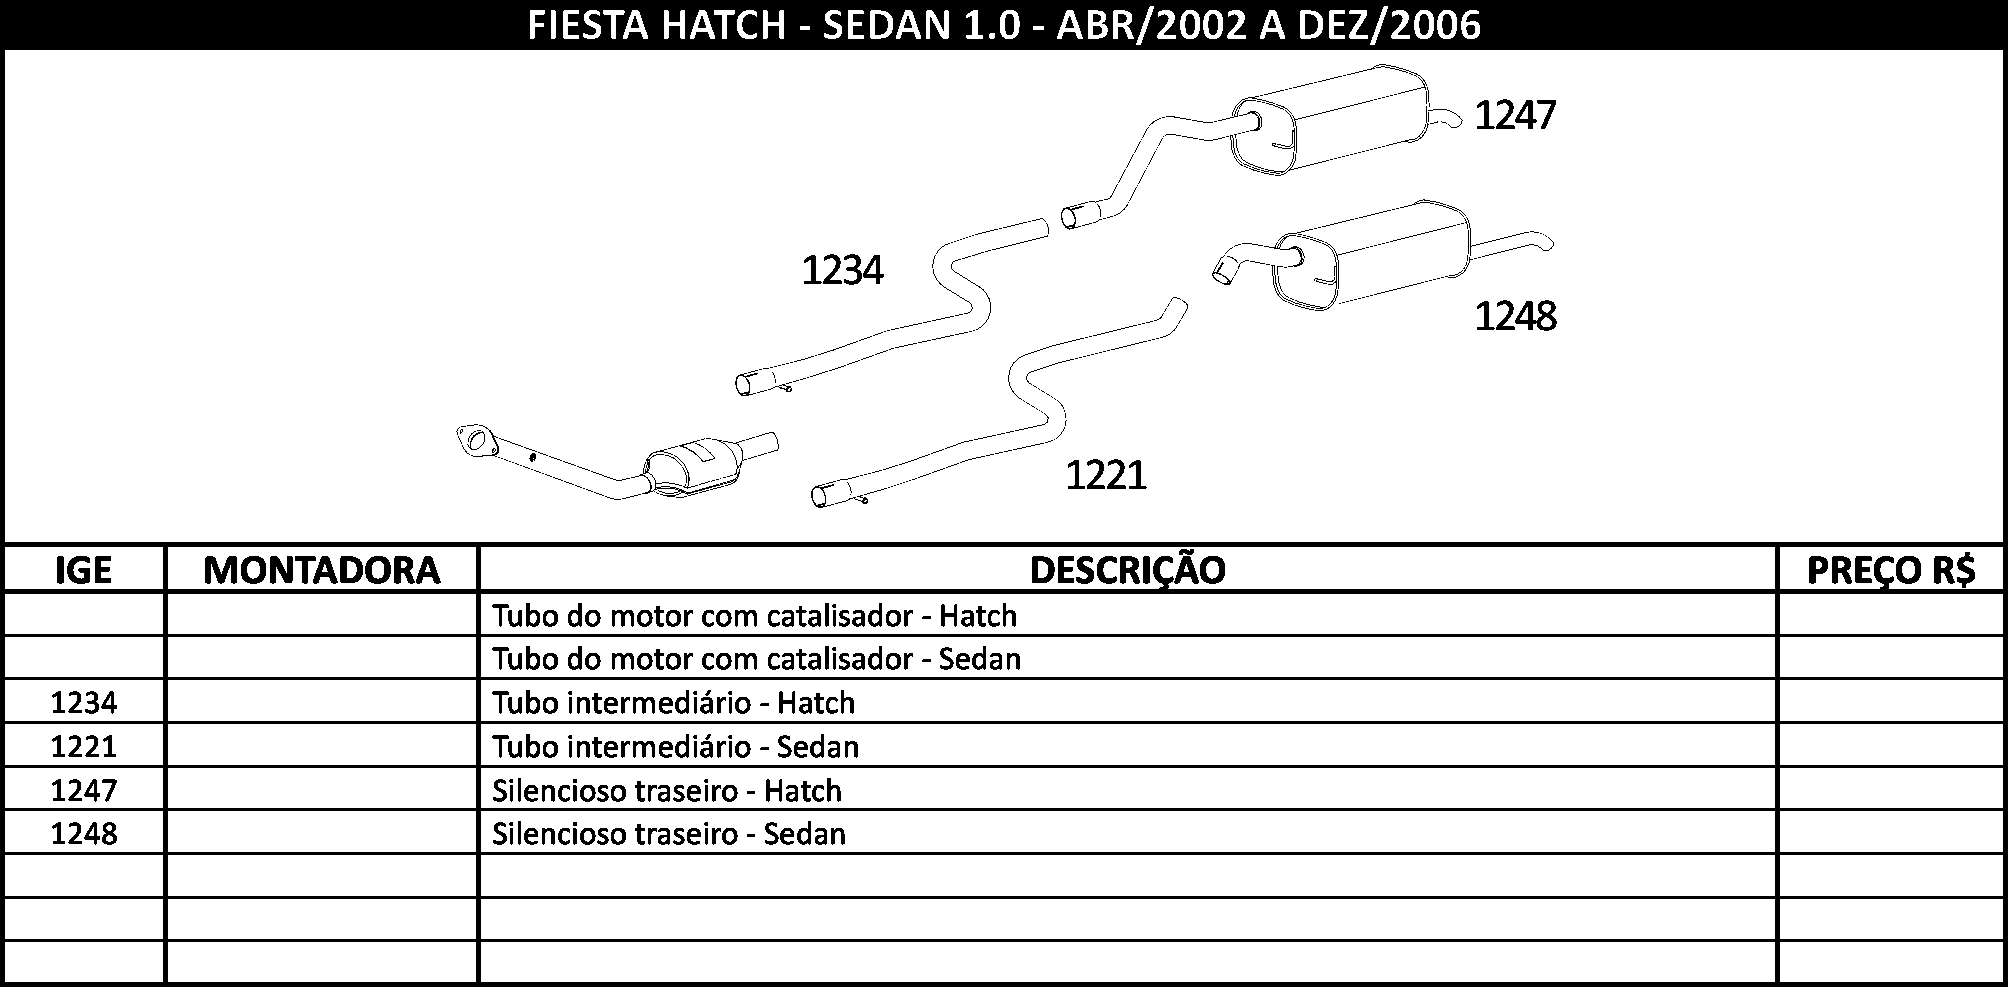 FIESTA HATCH - SEDAN 1.0 - ABR/2002 A DEZ/2006
1247
1234
1248
1221
IGE MONTADORA DESCRIÇÃO PREÇO R$
Tubo do motor com catalisador - Hatch
Tubo do motor com catalisador - Sedan
1234 Tubo intermediário - Hatch
1221 Tubo intermediário - Sedan
1247 Silencioso traseiro - Hatch
1248 Silencioso traseiro - Sedan